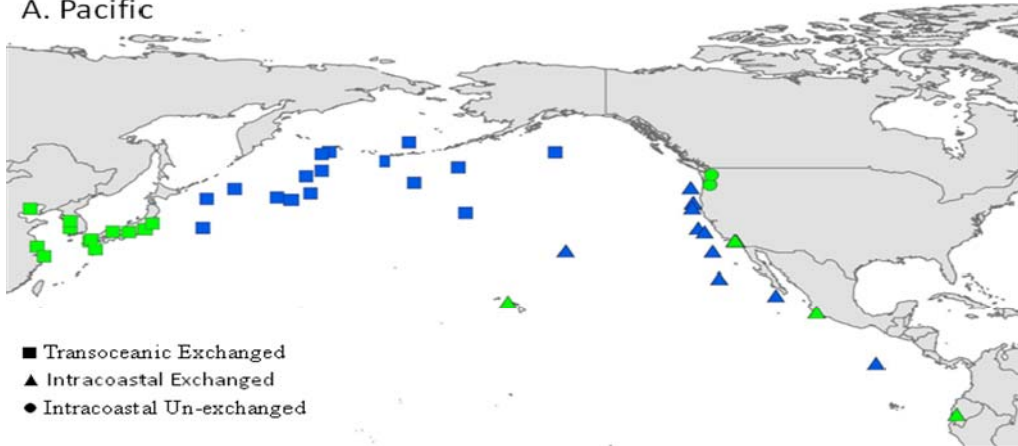 A. Pacific
Transoceanic Exchanged
Intracoastal Exchanged
Intracoastal Un-exchanged